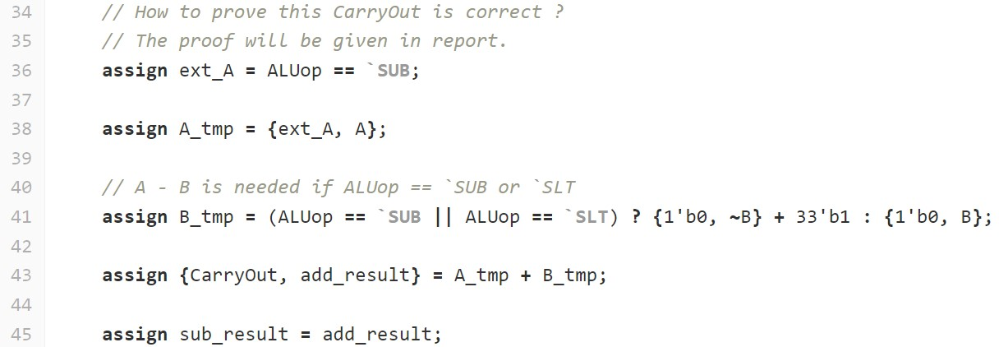 34 // How to prove this CarryOut is correct ?
35 // The proof will be given in report.
36 assign ext_A = ALUop == `SUB;
37
38 assign A_tmp = {ext_A, A};
39
40 // A - B is needed if ALUop == `SUB or `SLT
41 assign B_tmp = (ALUop == `SUB || ALUop == `SLT) ? {1'b0, ~B} + 33'b1 : {1'b0, B};
42
43 assign {CarryOut, add_result} = A_tmp + B_tmp;
44
45 assign sub_result = add_result;